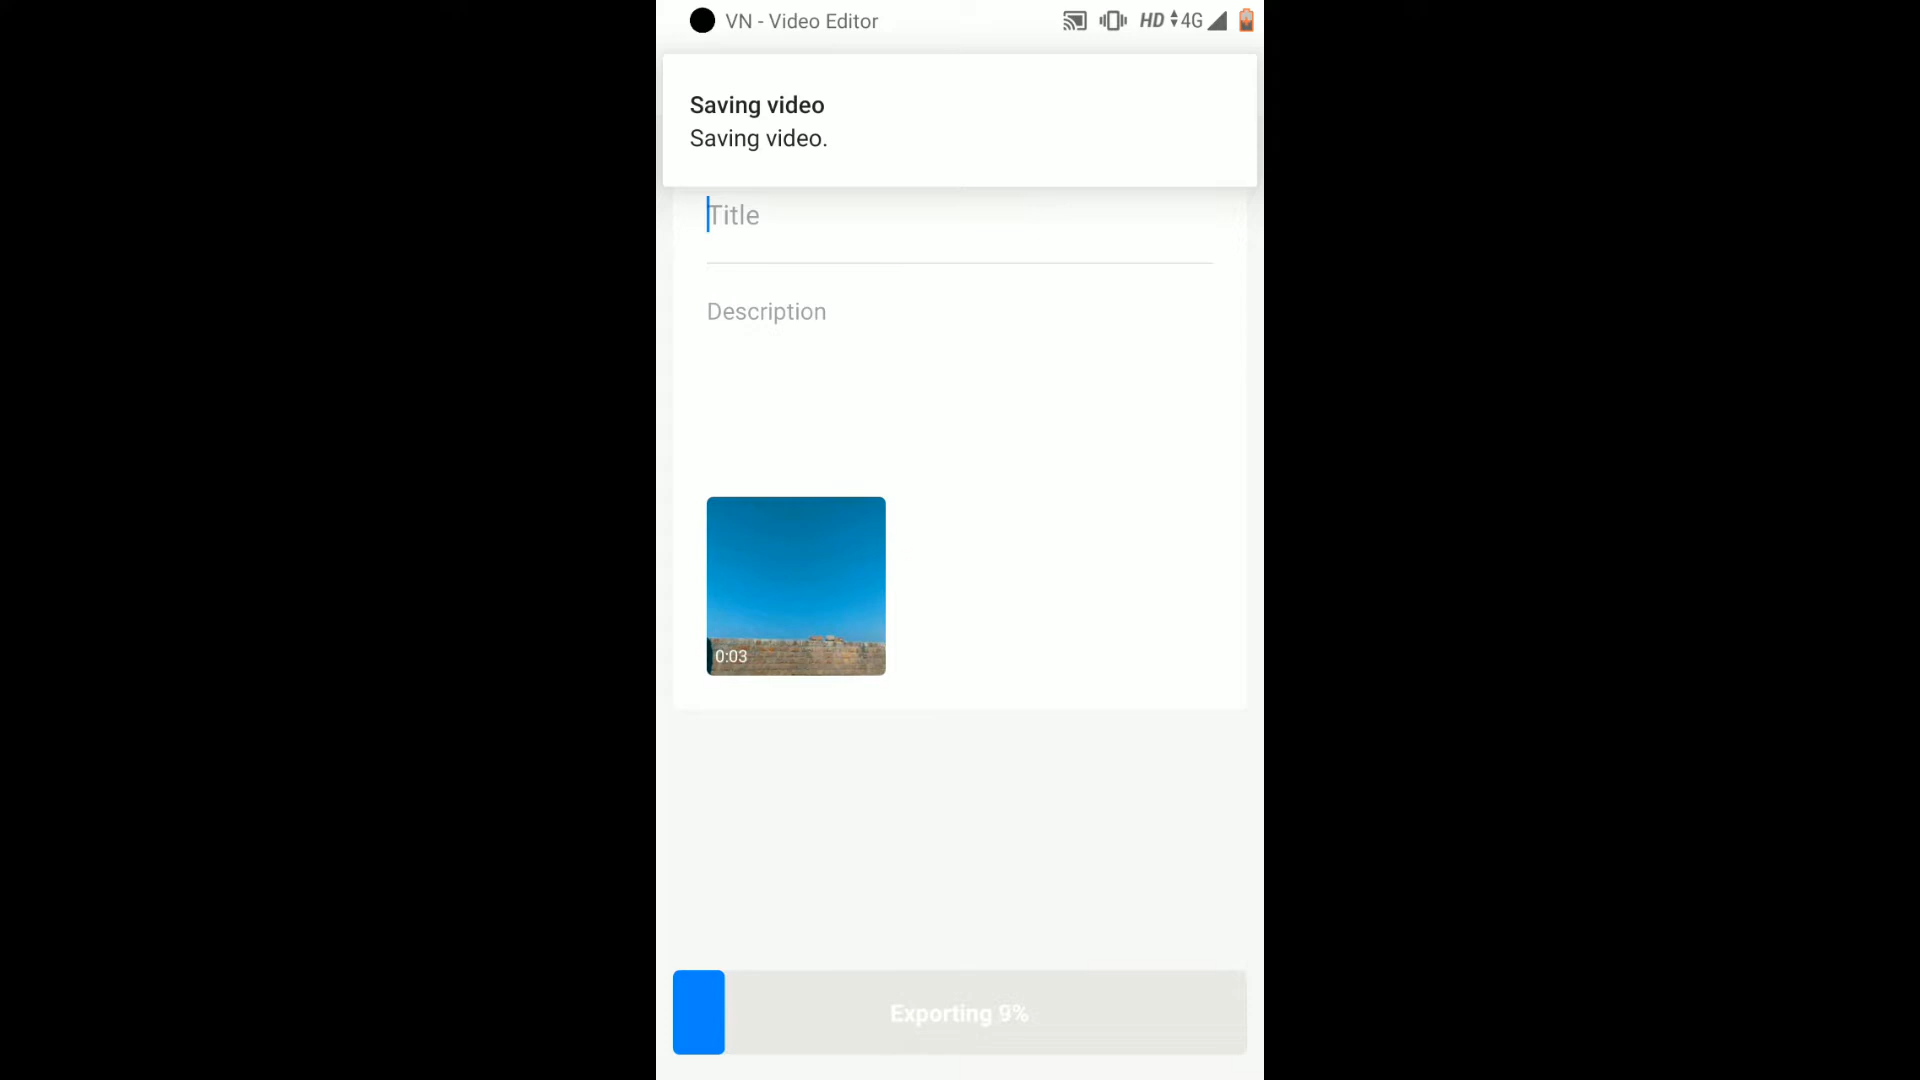 VN - Video Editor HD 4G
Saving video
Saving video.
Title
Description
0:03
Exporting 9%